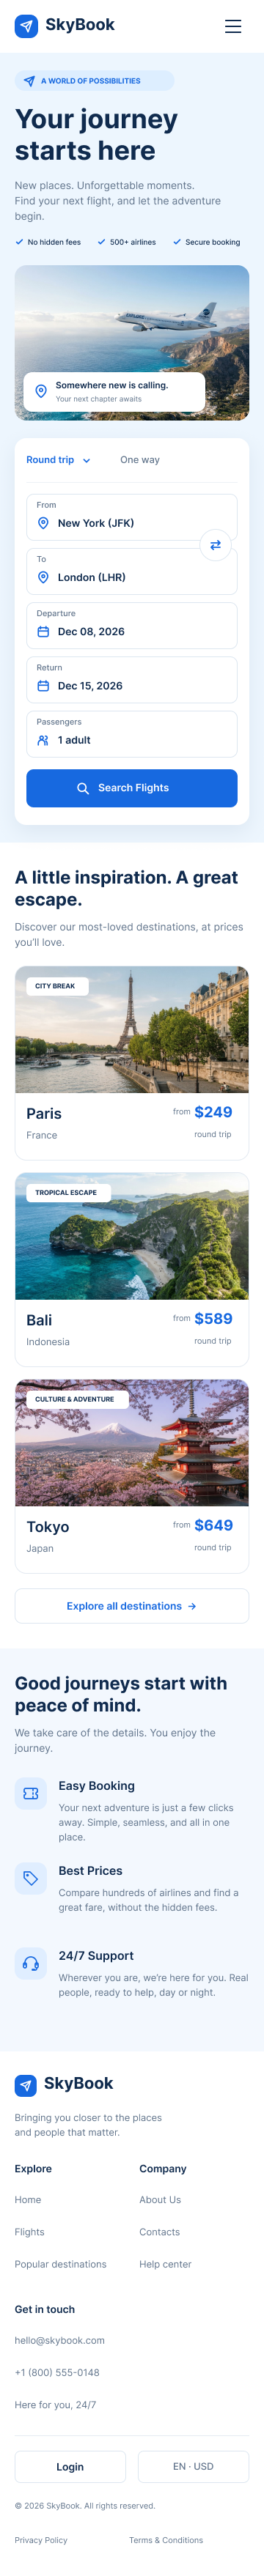 SkyBook
A WORLD OF POSSIBILITIES
Your journey
starts here
New places. Unforgettable moments.
Find your next flight, and let the adventure
begin.
No hidden fees
500+ airlines
Secure booking
Somewhere new is calling.
Your next chapter awaits
Round trip
One way
From
New York (JFK)
To
London (LHR)
Departure
Dec 08, 2026
Return
Dec 15, 2026
Passengers
1 adult
Search Flights
A little inspiration. A great
escape.
Discover our most-loved destinations, at prices
you'll love.
CITY BREAK
Paris
from $249
France
round trip
TROPICAL ESCAPE
Bali
from $589
Indonesia
round trip
CULTURE & ADVENTURE
Tokyo
from $649
Japan
round trip
Explore all destinations →
Good journeys start with
peace of mind.
We take care of the details. You enjoy the
journey.
Easy Booking
Your next adventure is just a few clicks
away. Simple, seamless, and all in one
place.
Best Prices
Compare hundreds of airlines and find a
great fare, without the hidden fees.
24/7 Support
Wherever you are, we're here for you. Real
people, ready to help, day or night.
SkyBook
Bringing you closer to the places
and people that matter.
Explore
Home
Flights
Popular destinations
Company
About Us
Contacts
Help center
Get in touch
hello@skybook.com
+1 (800) 555-0148
Here for you, 24/7
Login
EN · USD
© 2026 SkyBook. All rights reserved.
Privacy Policy
Terms & Conditions